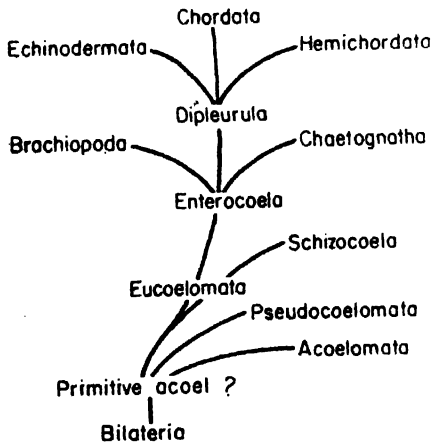 Chordata
Echinodermata
Hemichordata
Dipleurula
Brachiopoda
Chaetognatha
Enterocoela
Schizocoela
Eucoelomata
Pseudocoelomata
Acoelomata
Primitive acoel ?
Bilateria